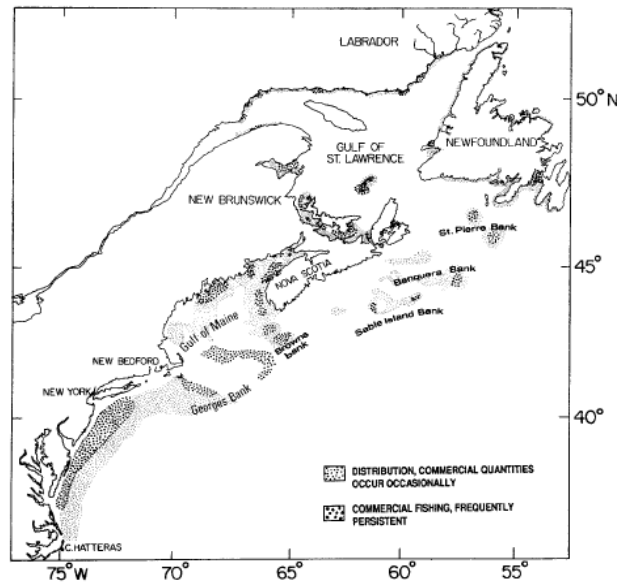 LABRADOR
50°N
GULF OF
ST. LAWRENCE
NEWFOUNDLAND
NEW BRUNSWICK
St. Pierre Bank
NOVA SCOTIA
45°
Banquero Bank
Sable Island Bank
Gulf of Maine
Browns
bank
NEW BEDFORD
NEW YORK
Georges Bank
40°
DISTRIBUTION, COMMERCIAL QUANTITIES
OCCUR OCCASIONALLY
COMMERCIAL FISHING, FREQUENTLY
PERSISTENT
C. HATTERAS
75° W
70°
65°
60°
55°